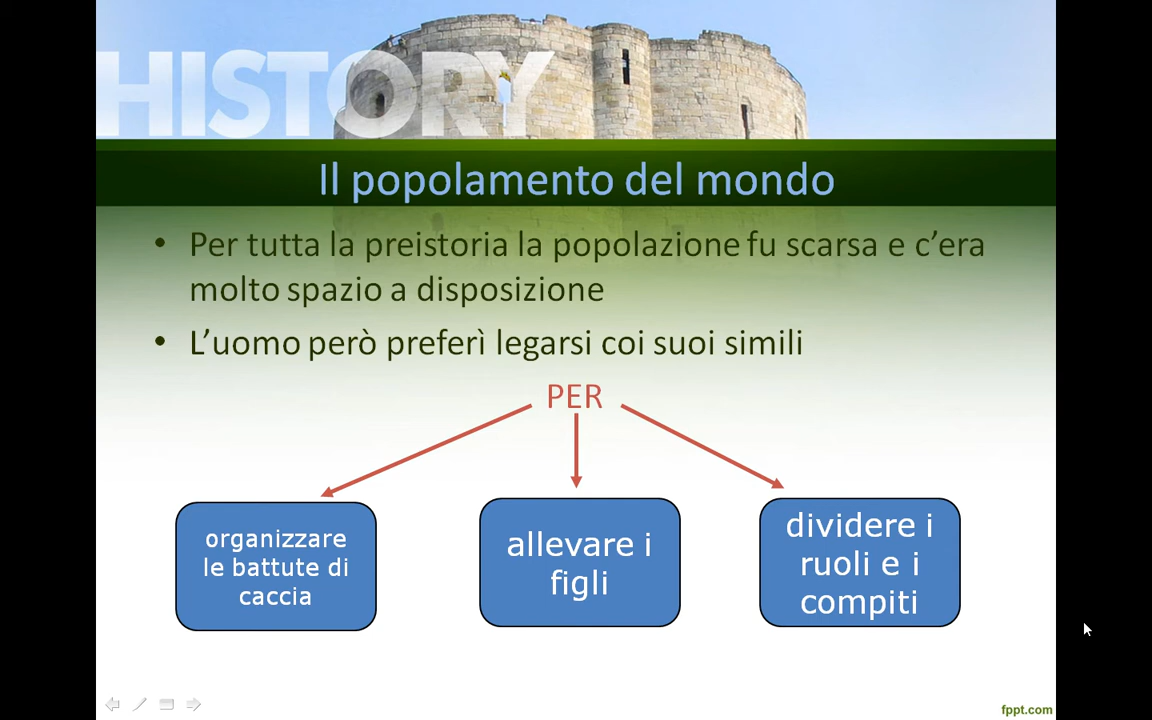 HISTORY
Il popolamento del mondo
• Per tutta la preistoria la popolazione fu scarsa e c’era
molto spazio a disposizione
• L’uomo però preferì legarsi coi suoi simili
PER
organizzare
le battute di
caccia
allevare i
figli
dividere i
ruoli e i
compiti
fppt.com